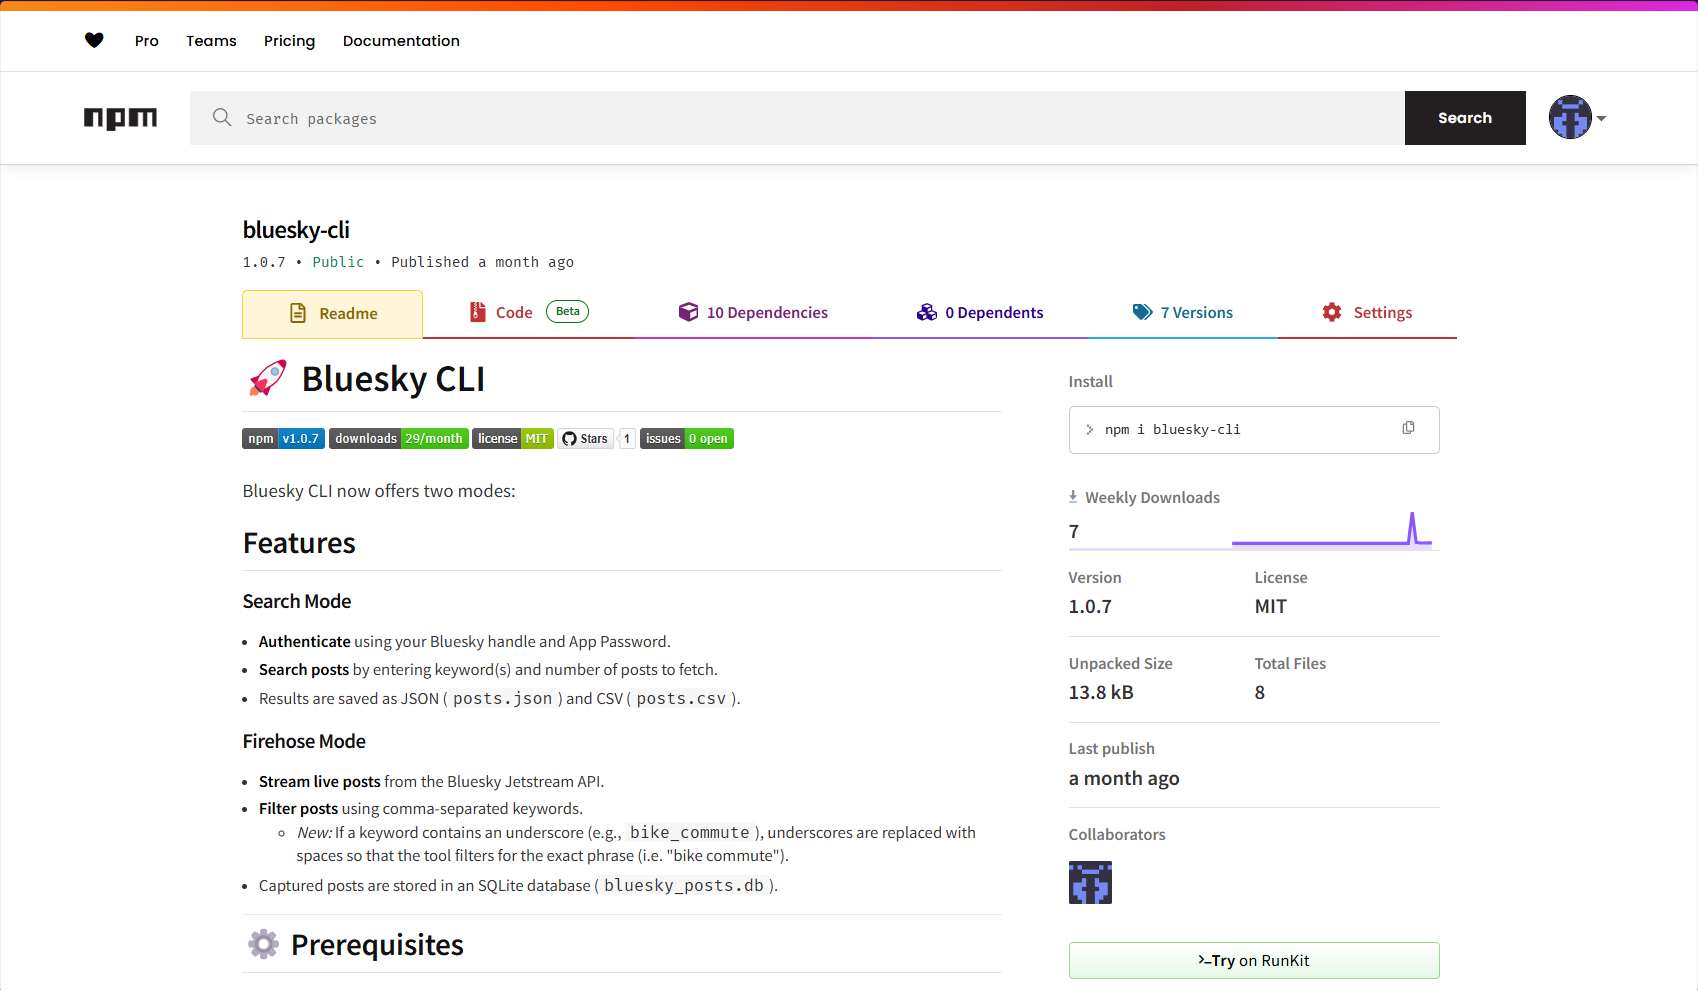 Pro Teams Pricing Documentation
npm Search packages Search
bluesky-cli
1.0.7 • Public • Published a month ago
Readme Code Beta 10 Dependencies 0 Dependents 7 Versions Settings
🚀 Bluesky CLI
npm v1.0.7 downloads 29/month license MIT Stars 1 issues 0 open
Bluesky CLI now offers two modes:
Features
Search Mode
• Authenticate using your Bluesky handle and App Password.
• Search posts by entering keyword(s) and number of posts to fetch.
• Results are saved as JSON ( posts.json ) and CSV ( posts.csv ).
Firehose Mode
• Stream live posts from the Bluesky Jetstream API.
• Filter posts using comma-separated keywords.
◦ New: If a keyword contains an underscore (e.g., bike_commute ), underscores are replaced with
spaces so that the tool filters for the exact phrase (i.e. "bike commute").
• Captured posts are stored in an SQLite database ( bluesky_posts.db ).
⚙️ Prerequisites
Install
> npm i bluesky-cli
Weekly Downloads
7
Version License
1.0.7 MIT
Unpacked Size Total Files
13.8 kB 8
Last publish
a month ago
Collaborators
>-Try on RunKit